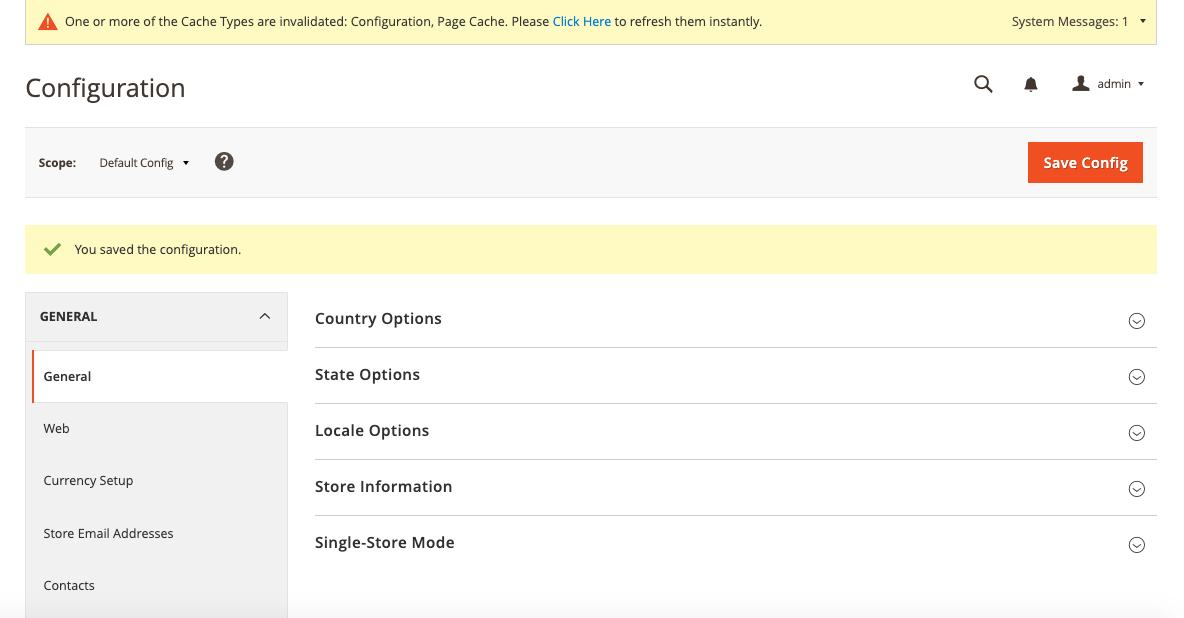 One or more of the Cache Types are invalidated: Configuration, Page Cache. Please Click Here to refresh them instantly. System Messages: 1
Configuration
admin
Scope: Default Config ? Save Config
You saved the configuration.
GENERAL
General
Web
Currency Setup
Store Email Addresses
Contacts
Country Options
State Options
Locale Options
Store Information
Single-Store Mode